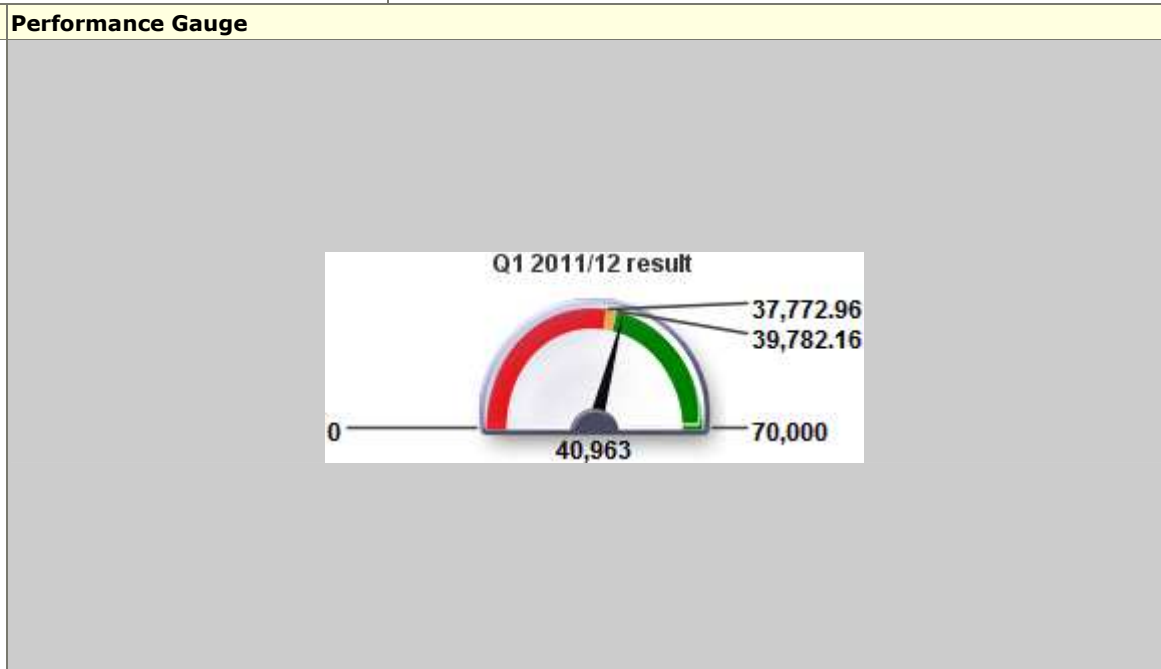 Performance Gauge
Q1 2011/12 result
37,772.96
39,782.16
0
70,000
40,963